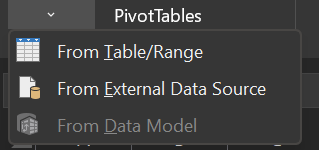 PivotTables
From Table/Range
From External Data Source
From Data Model